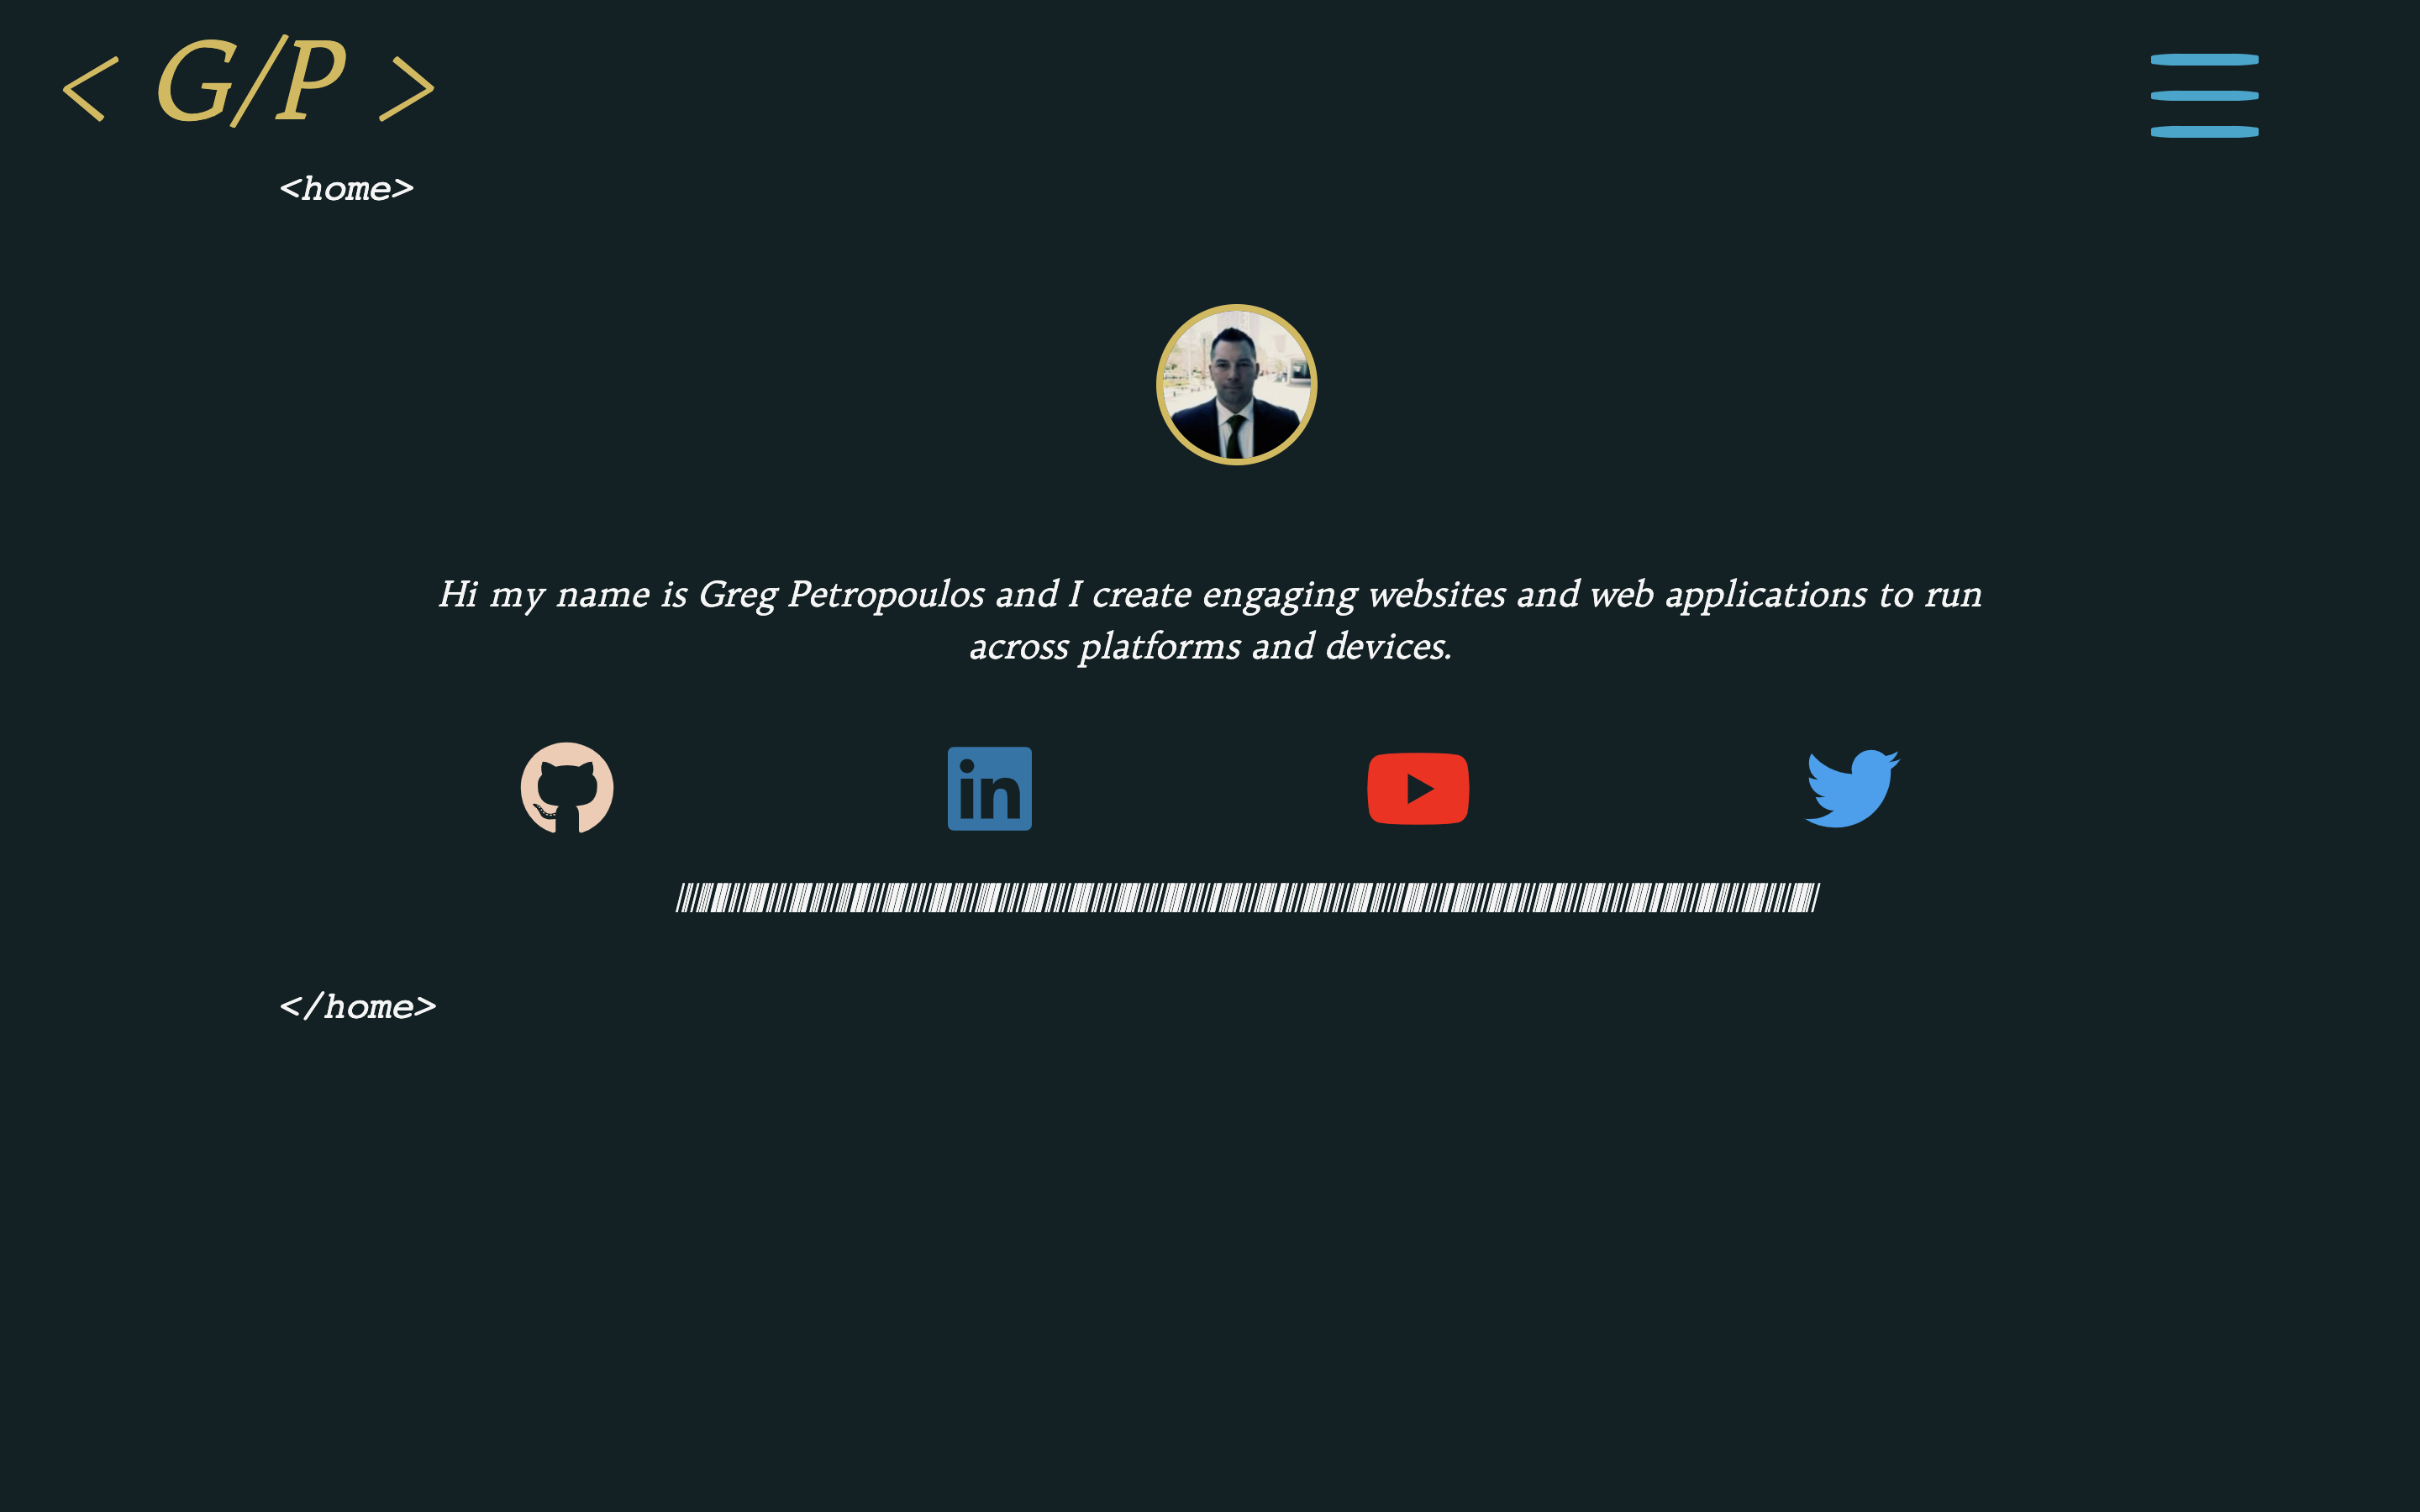 < G/P >
<home>
Hi my name is Greg Petropoulos and I create engaging websites and web applications to run
across platforms and devices.
in
</home>